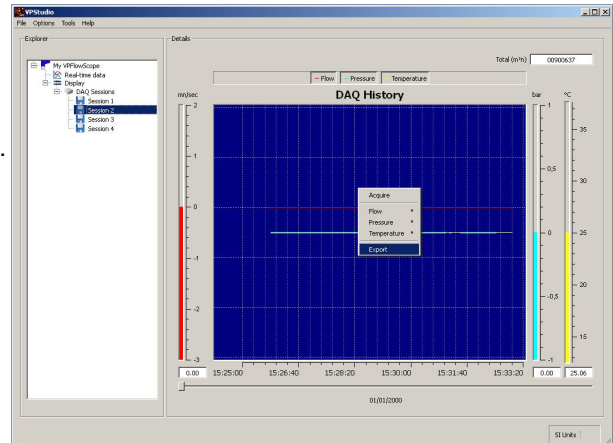 VPStudio
File Options Tools Help
Explorer
My VPFlowScope
Real-time data
Display
DAQ Sessions
Session 1
Session 2
Session 3
Session 4
Details
Total (m³n) 00900637
Flow Pressure Temperature
mn/sec DAQ History bar °C
2
1
0
-1
-2
-3
Acquire
Flow
Pressure
Temperature
Export
1
0,5
0
-0,5
-1
35
30
25
20
15
0.00 15:25:00 15:26:40 15:28:20 15:30:00 15:31:40 15:33:20 0.00 25.06
01/01/2000
SI Units